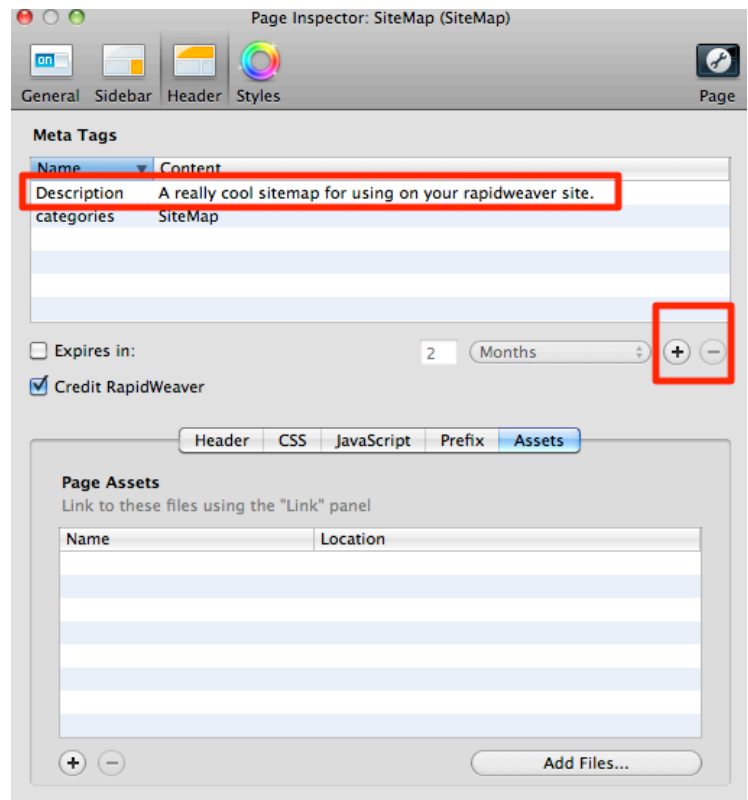 Page Inspector: SiteMap (SiteMap)
on
General Sidebar Header Styles Page
Meta Tags
Name Content
Description A really cool sitemap for using on your rapidweaver site.
categories SiteMap
Expires in: 2 Months
Credit RapidWeaver
Header CSS JavaScript Prefix Assets
Page Assets
Link to these files using the "Link" panel
Name Location
Add Files...